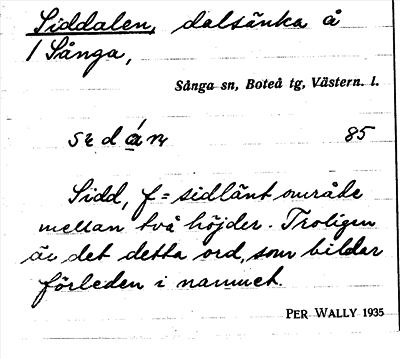 Siddalen, dalsänka å
1 Sånga,
Sånga sn, Boteå tg, Västern. l.
85
Sidd, f = sidlänt område
mellan två höjder. Troligen
är det detta ord, som bildar
förleden i namnet.
PER WALLY 1935